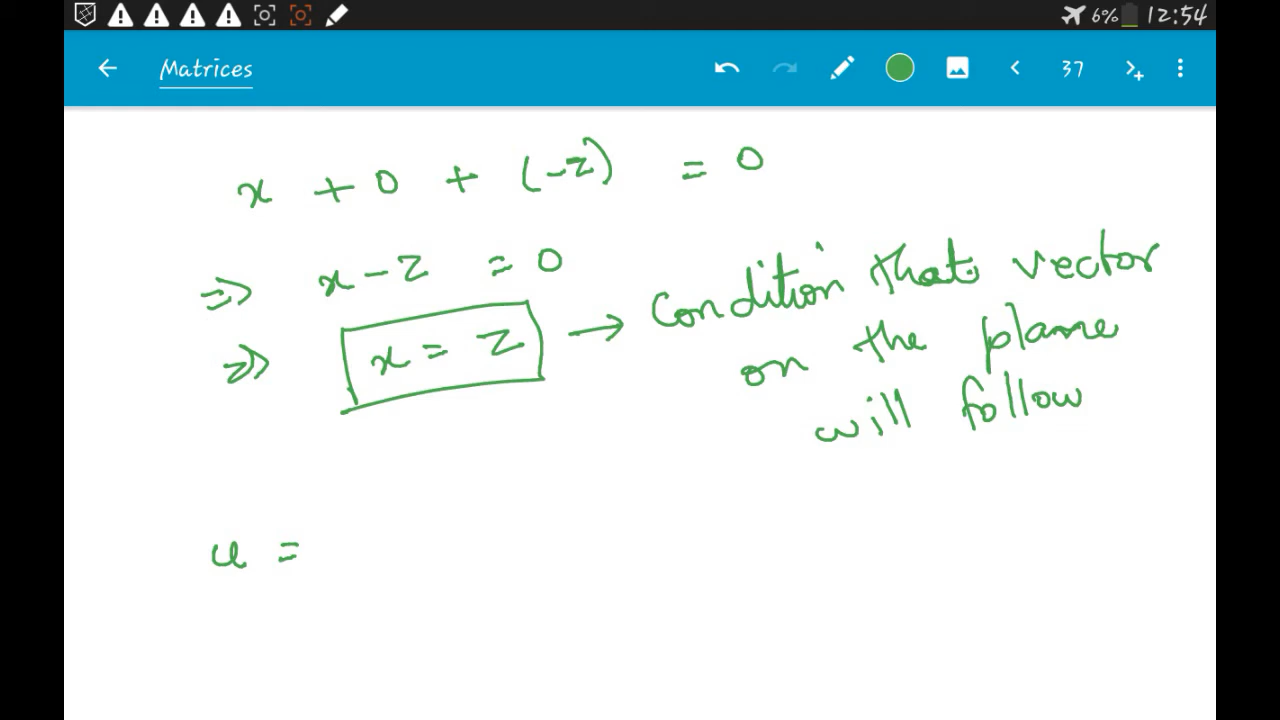 6% 12:54
Matrices 37
x + 0 + (-z) = 0
⇒ x - z = 0
⇒ x = z → Condition that vector
on the plane
will follow
u =